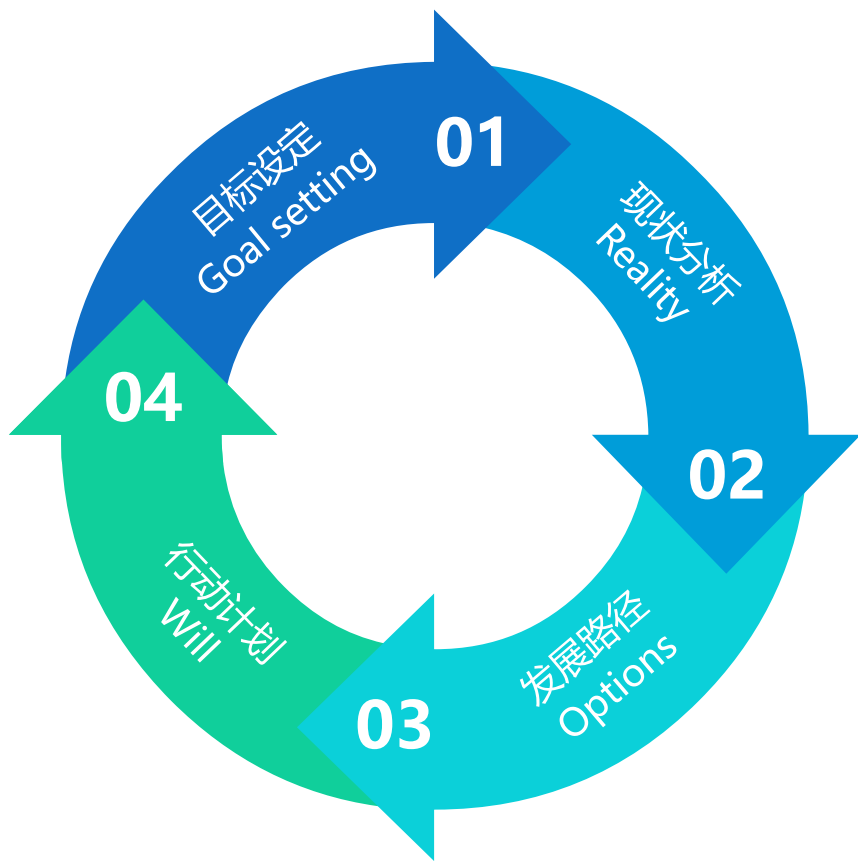 01
目标设定
Goal setting
02
现状分析
Reality
03
发展路径
Options
04
行动计划
Will